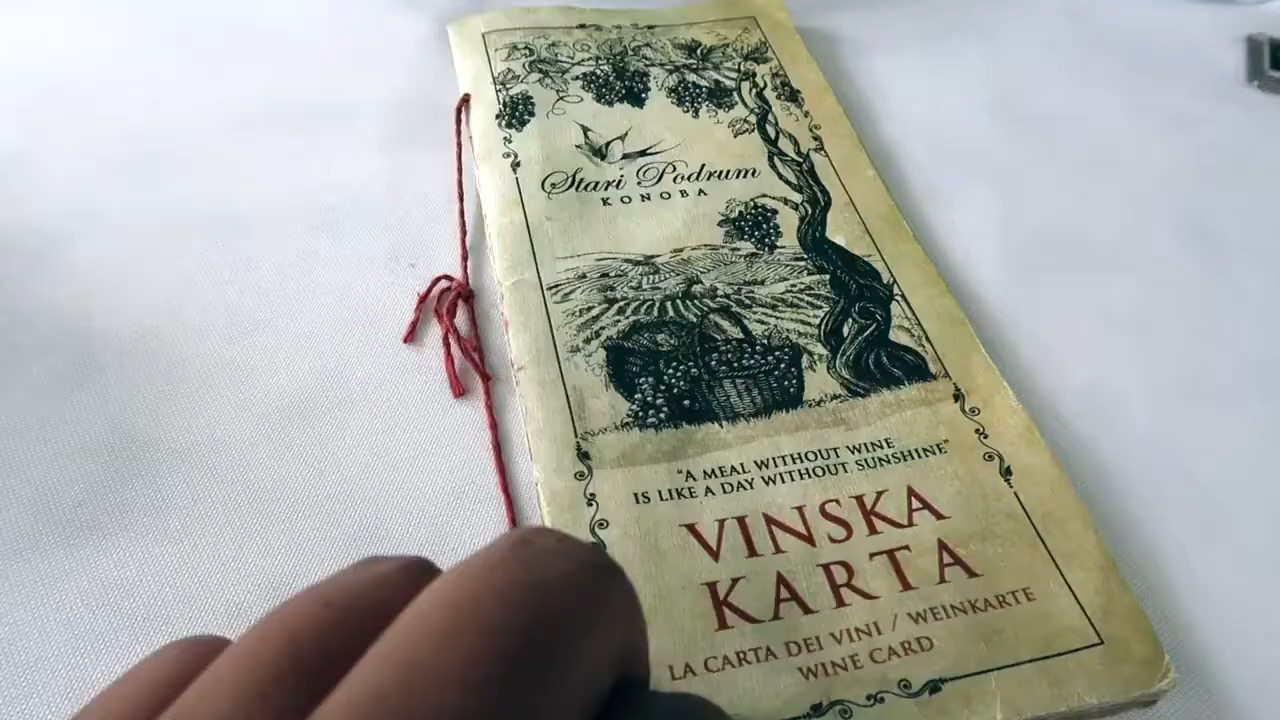 Stari Podrum
KONOBA
"A MEAL WITHOUT WINE
IS LIKE A DAY WITHOUT SUNSHINE"
VINSKA
KARTA
LA CARTA DEI VINI / WEINKARTE
WINE CARD